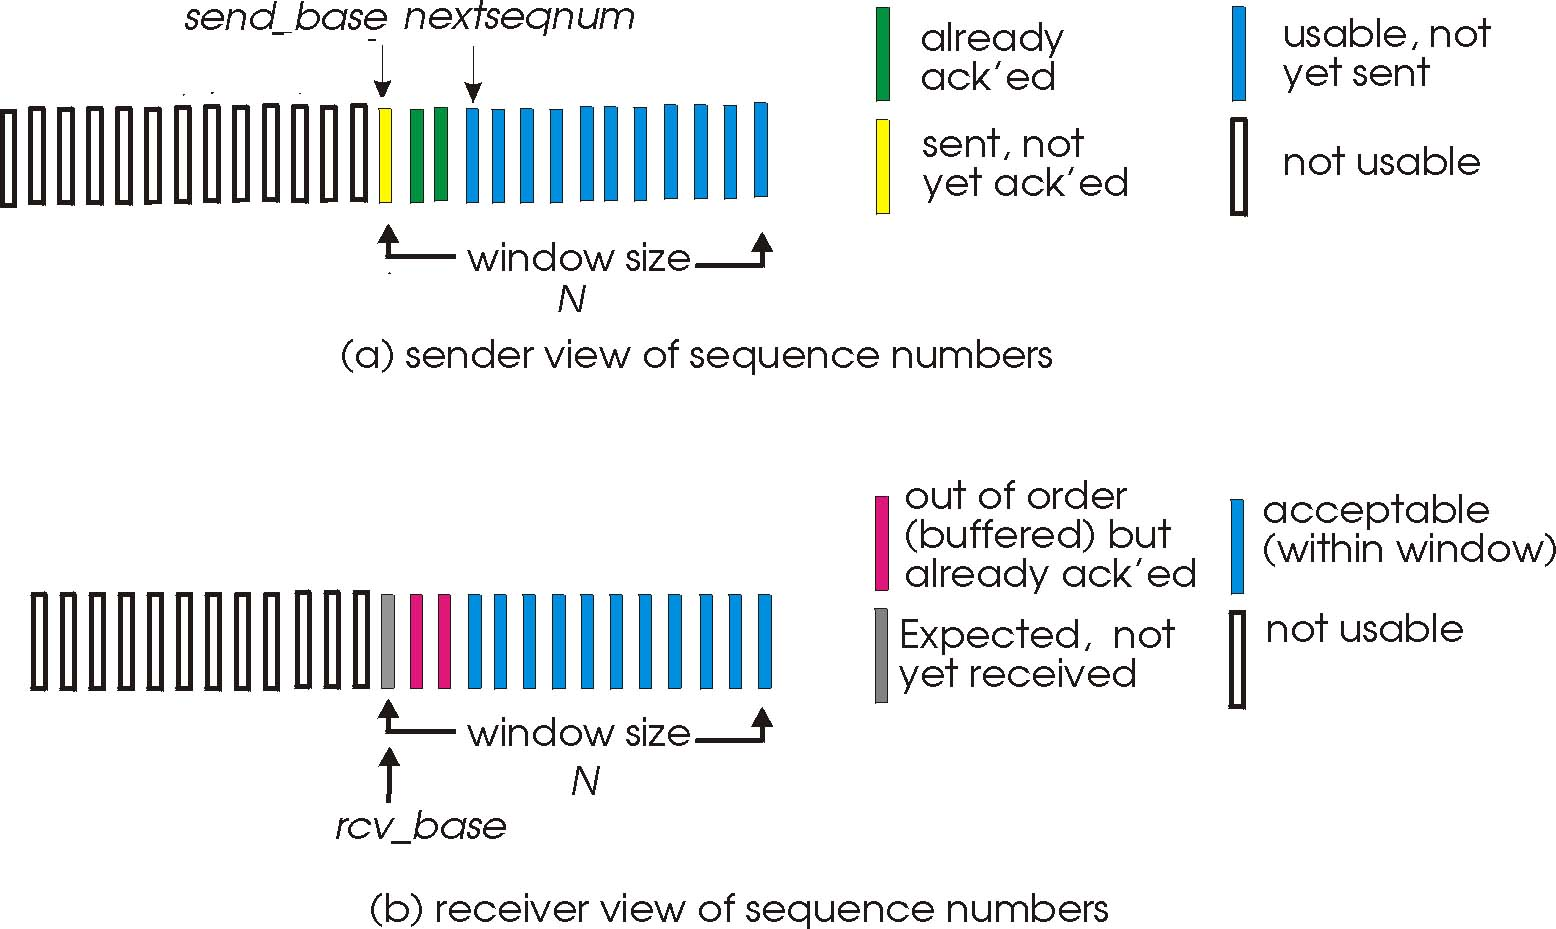 send_base nextseqnum
already
ack'ed
usable, not
yet sent
sent, not
yet ack'ed
not usable
window size
N
(a) sender view of sequence numbers
out of order
(buffered) but
already ack'ed
acceptable
(within window)
Expected, not
yet received
not usable
window size
N
rcv_base
(b) receiver view of sequence numbers